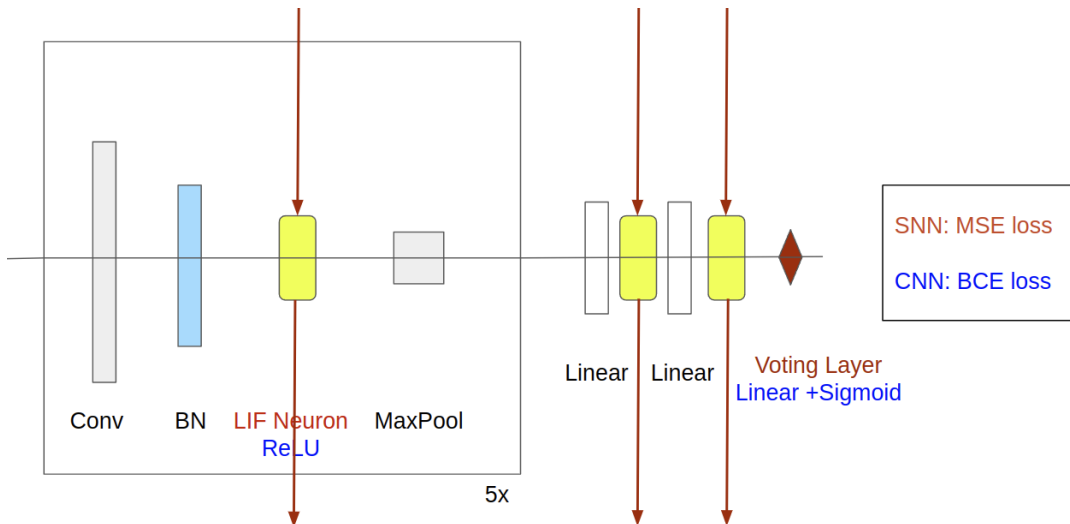 Conv
BN
LIF Neuron
ReLU
MaxPool
5x
Linear
Linear
Voting Layer
Linear +Sigmoid
SNN: MSE loss
CNN: BCE loss